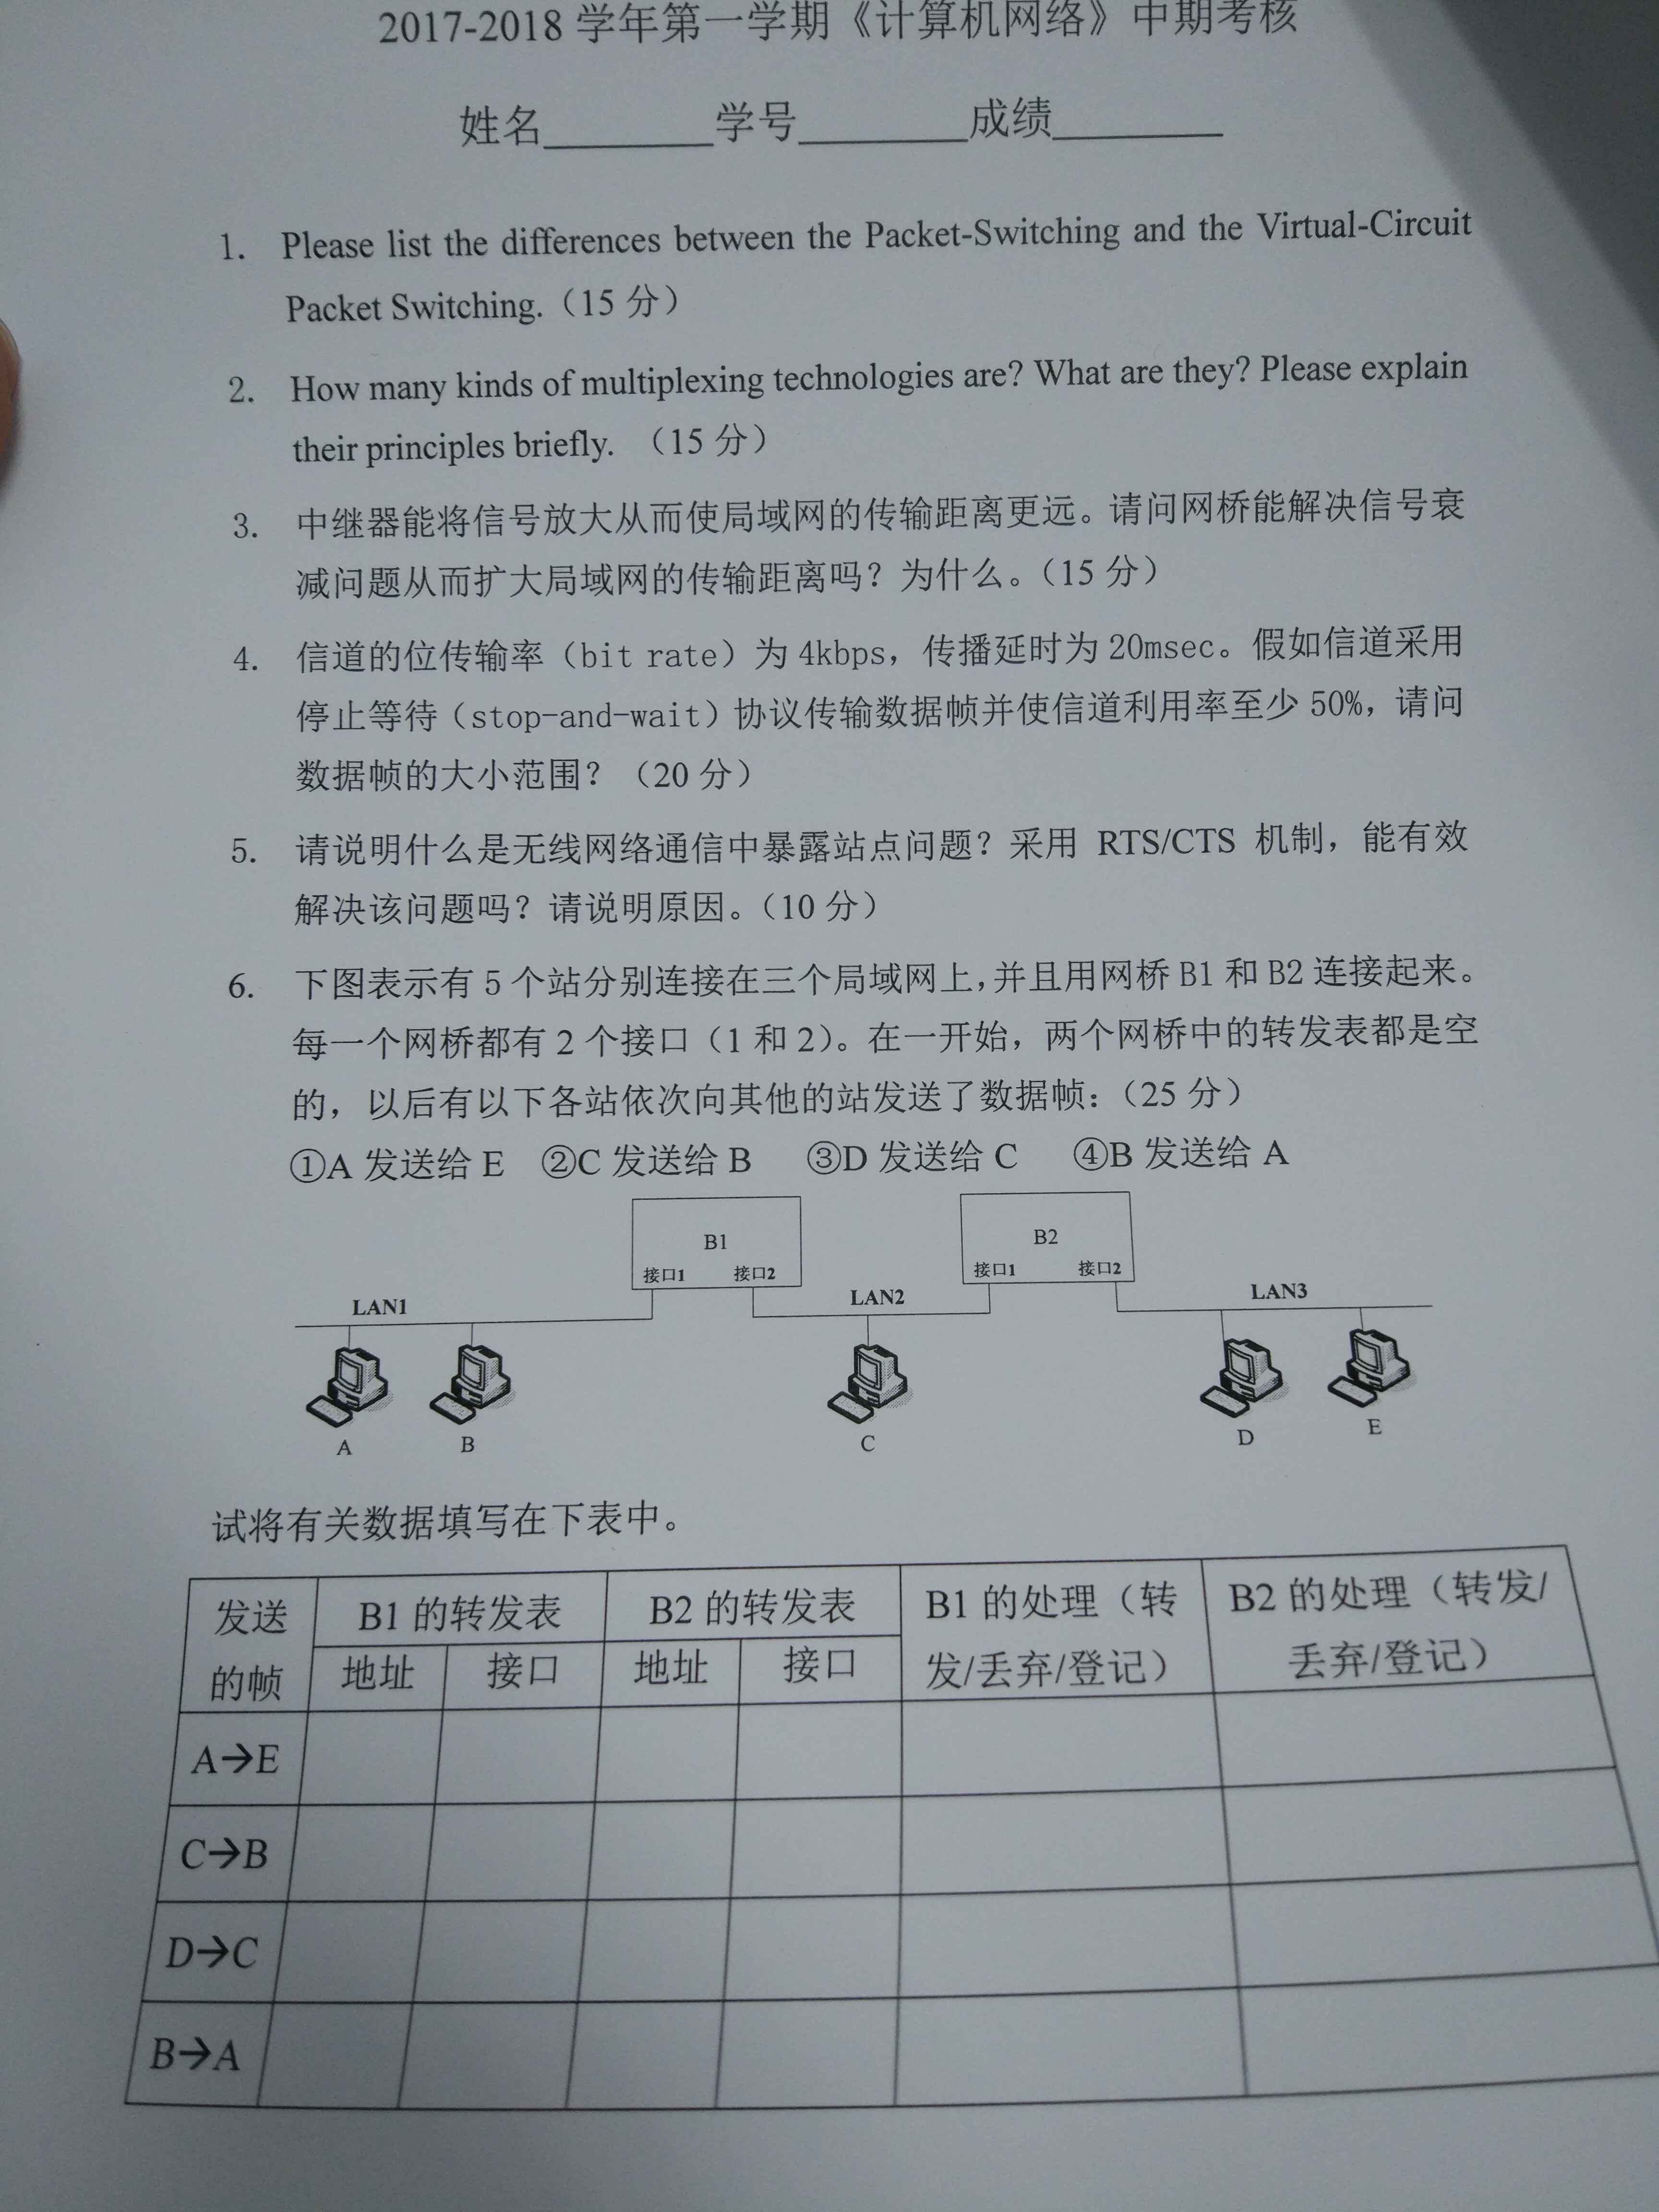 2017-2018 学年第一学期《计算机网络》中期考核
姓名________学号________成绩________
1. Please list the differences between the Packet-Switching and the Virtual-Circuit
Packet Switching.（15 分）
2. How many kinds of multiplexing technologies are? What are they? Please explain
their principles briefly. （15 分）
3. 中继器能将信号放大从而使局域网的传输距离更远。请问网桥能解决信号衰
减问题从而扩大局域网的传输距离吗？为什么。（15 分）
4. 信道的位传输率（bit rate）为 4kbps，传播延时为 20msec。假如信道采用
停止等待（stop-and-wait）协议传输数据帧并使信道利用率至少 50%，请问
数据帧的大小范围？（20 分）
5. 请说明什么是无线网络通信中暴露站点问题？采用 RTS/CTS 机制，能有效
解决该问题吗？请说明原因。（10 分）
6. 下图表示有 5 个站分别连接在三个局域网上，并且用网桥 B1 和 B2 连接起来。
每一个网桥都有 2 个接口（1 和 2）。在一开始，两个网桥中的转发表都是空
的，以后有以下各站依次向其他的站发送了数据帧：（25 分）
①A 发送给 E ②C 发送给 B ③D 发送给 C ④B 发送给 A
B1 B2
接口1 接口2 接口1 接口2
LAN1 LAN2 LAN3
A B C D E
试将有关数据填写在下表中。
发送 B1 的转发表 B2 的转发表 B1 的处理（转 B2 的处理（转发/
的帧 地址 接口 地址 接口 发/丢弃/登记） 丢弃/登记）
A→E
C→B
D→C
B→A